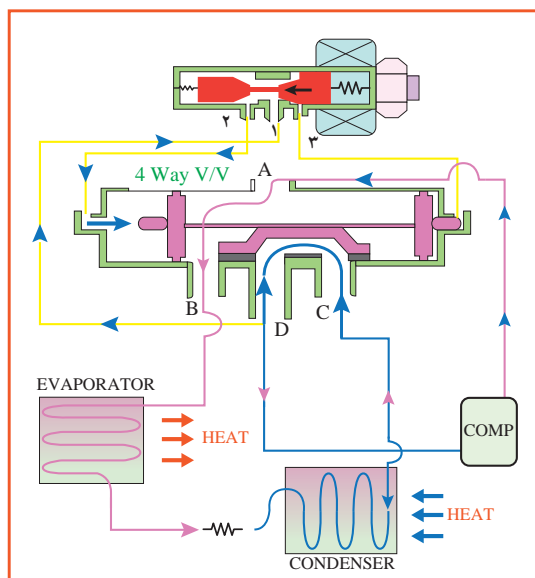 ۲
۱
۳
4 Way V/V
A
B
D
C
EVAPORATOR
HEAT
COMP
HEAT
CONDENSER